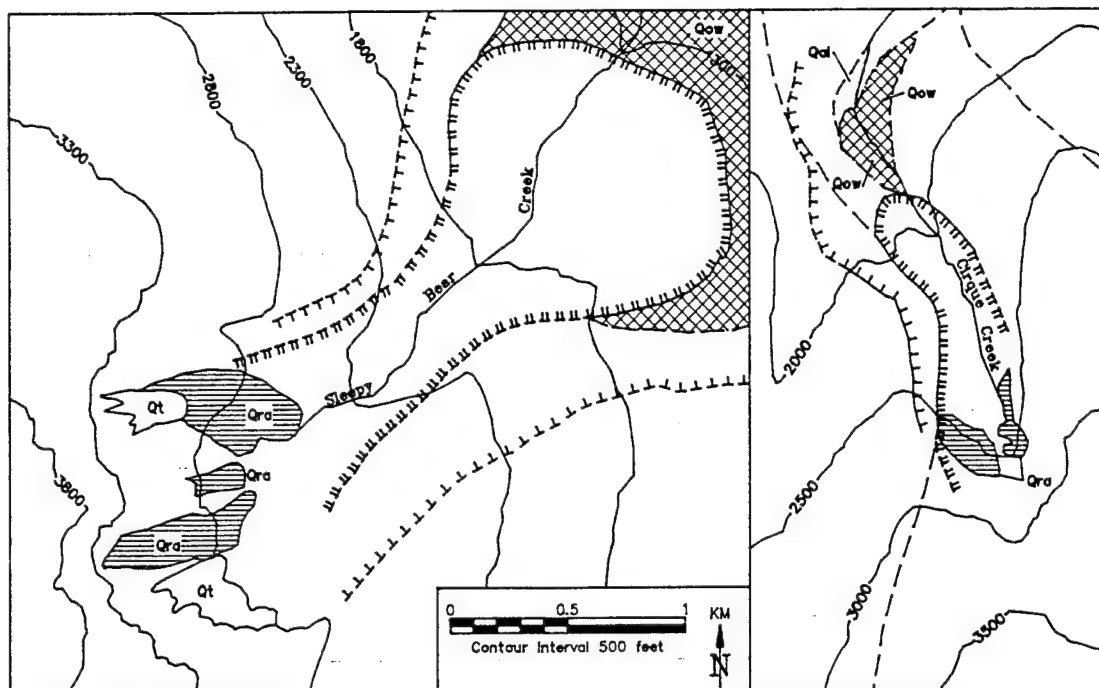 Qow
1800
1300
2300
2800
3300
Creek
Bear
Sleepy
Qt
Qra
Qra
3800
Qra
Qt
0 0.5 1 KM
Contour Interval 500 feet
N
Qal
Qow
Qow
Cirque
Creek
2000
2500
Qra
3000
3500